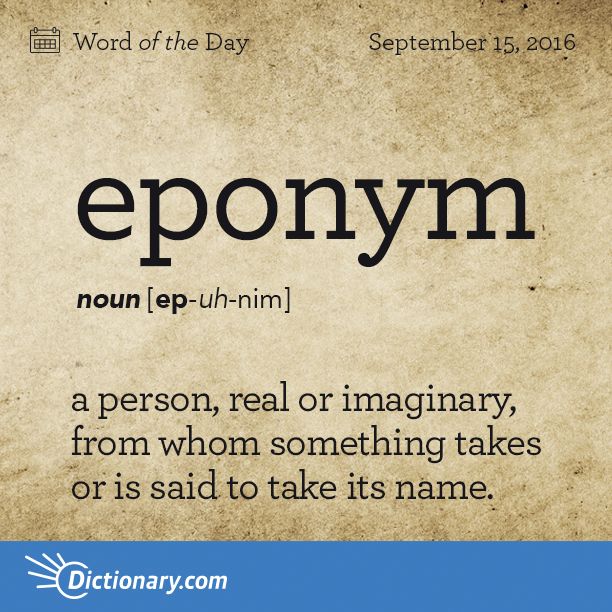 Word of the Day September 15, 2016
eponym
noun [ep-uh-nim]
a person, real or imaginary,
from whom something takes
or is said to take its name.
Dictionary.com